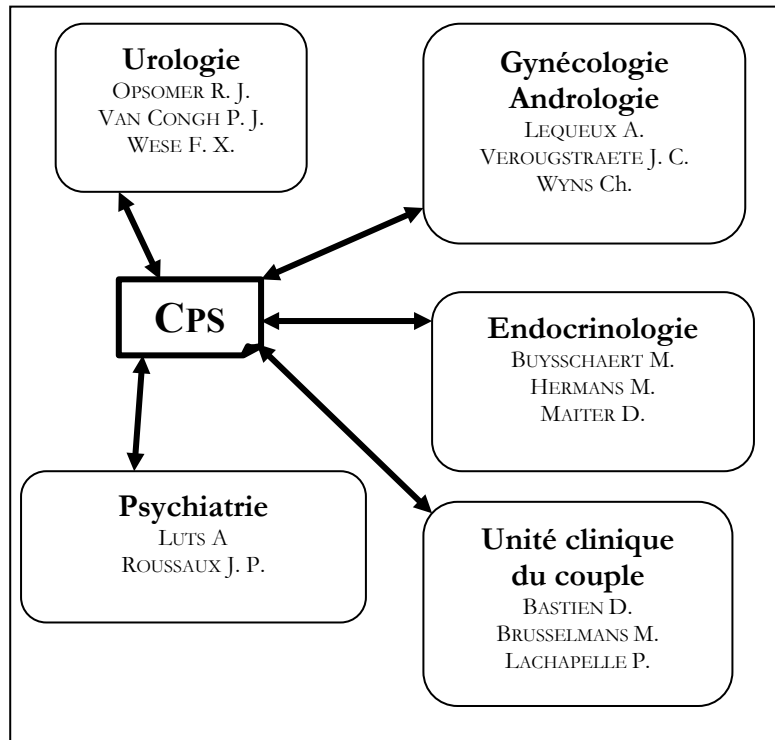 Urologie
OPSOMER R. J.
VAN CONGH P. J.
WESE F. X.
Gynécologie
Andrologie
LEQUEUX A.
VEROUGSTRAETE J. C.
WYNS Ch.
CPS
Endocrinologie
BUYSSCHAERT M.
HERMANS M.
MAITER D.
Psychiatrie
LUTS A
ROUSSAUX J. P.
Unité clinique
du couple
BASTIEN D.
BRUSSELMANS M.
LACHAPELLE P.